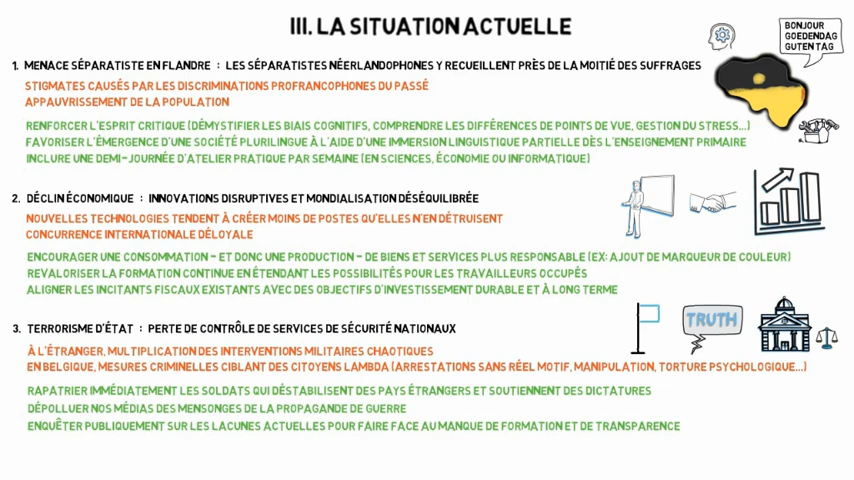 III. LA SITUATION ACTUELLE
BONJOUR
GOEDENDAG
GUTEN TAG
1. MENACE SÉPARATISTE EN FLANDRE : LES SÉPARATISTES NÉERLANDOPHONES Y RECUEILLENT PRÈS DE LA MOITIÉ DES SUFFRAGES
STIGMATES CAUSÉS PAR LES DISCRIMINATIONS PROFRANCOPHONES DU PASSÉ
APPAUVRISSEMENT DE LA POPULATION
RENFORCER L'ESPRIT CRITIQUE (DÉMYSTIFIER LES BIAIS COGNITIFS, COMPRENDRE LES DIFFÉRENCES DE POINTS DE VUE, GESTION DU STRESS...)
FAVORISER L'ÉMERGENCE D'UNE SOCIÉTÉ PLURILINGUE À L'AIDE D'UNE IMMERSION LINGUISTIQUE PARTIELLE DÈS L'ENSEIGNEMENT PRIMAIRE
INCLURE UNE DEMI-JOURNÉE D'ATELIER PRATIQUE PAR SEMAINE (EN SCIENCES, ÉCONOMIE OU INFORMATIQUE)
2. DÉCLIN ÉCONOMIQUE : INNOVATIONS DISRUPTIVES ET MONDIALISATION DÉSÉQUILIBRÉE
NOUVELLES TECHNOLOGIES TENDENT À CRÉER MOINS DE POSTES QU'ELLES N'EN DÉTRUISENT
CONCURRENCE INTERNATIONALE DÉLOYALE
ENCOURAGER UNE CONSOMMATION - ET DONC UNE PRODUCTION - DE BIENS ET SERVICES PLUS RESPONSABLE (EX: AJOUT DE MARQUEUR DE COULEUR)
REVALORISER LA FORMATION CONTINUE EN ÉTENDANT LES POSSIBILITÉS POUR LES TRAVAILLEURS OCCUPÉS
ALIGNER LES INCITANTS FISCAUX EXISTANTS AVEC DES OBJECTIFS D'INVESTISSEMENT DURABLE ET À LONG TERME
TRUTH
3. TERRORISME D'ÉTAT : PERTE DE CONTRÔLE DE SERVICES DE SÉCURITÉ NATIONAUX
À L'ÉTRANGER, MULTIPLICATION DES INTERVENTIONS MILITAIRES CHAOTIQUES
EN BELGIQUE, MESURES CRIMINELLES CIBLANT DES CITOYENS LAMBDA (ARRESTATIONS SANS RÉEL MOTIF, MANIPULATION, TORTURE PSYCHOLOGIQUE...)
RAPATRIER IMMÉDIATEMENT LES SOLDATS QUI DÉSTABILISENT DES PAYS ÉTRANGERS ET SOUTIENNENT DES DICTATURES
DÉPOLLUER NOS MÉDIAS DES MENSONGES DE LA PROPAGANDE DE GUERRE
ENQUÊTER PUBLIQUEMENT SUR LES LACUNES ACTUELLES POUR FAIRE FACE AU MANQUE DE FORMATION ET DE TRANSPARENCE